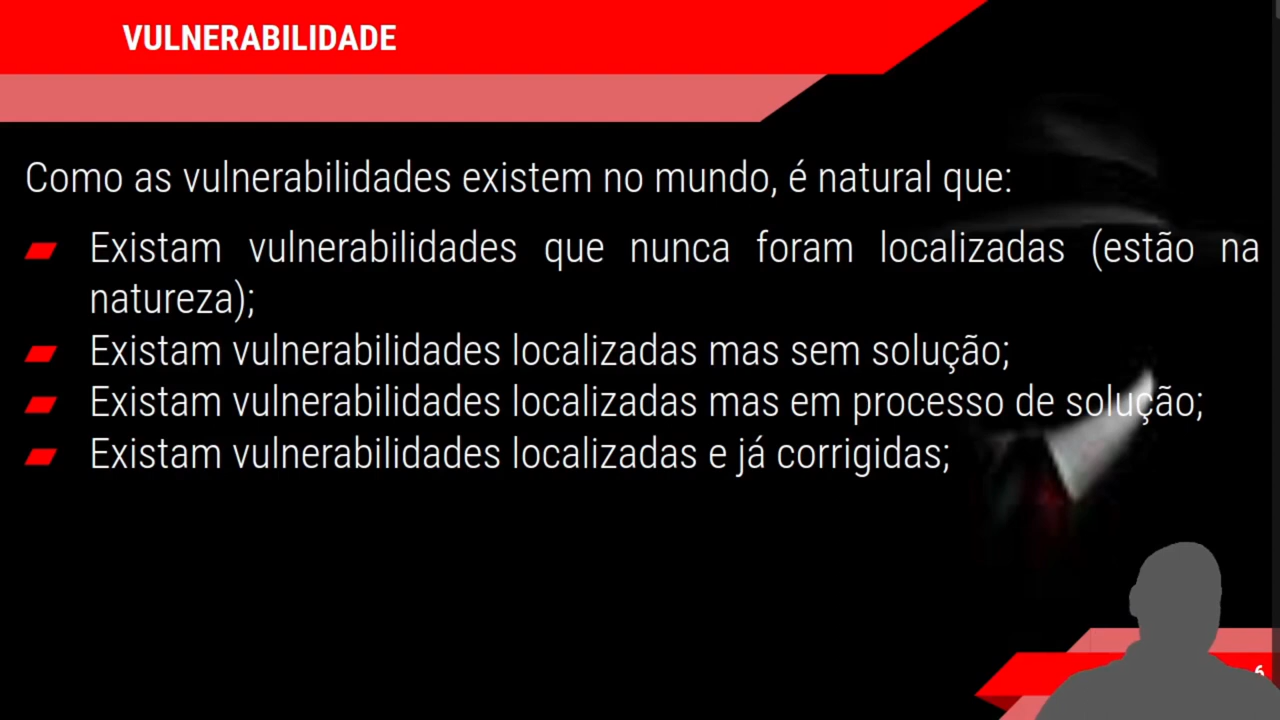 VULNERABILIDADE
Como as vulnerabilidades existem no mundo, é natural que:
Existam vulnerabilidades que nunca foram localizadas (estão na
natureza);
Existam vulnerabilidades localizadas mas sem solução;
Existam vulnerabilidades localizadas mas em processo de solução;
Existam vulnerabilidades localizadas e já corrigidas;
6